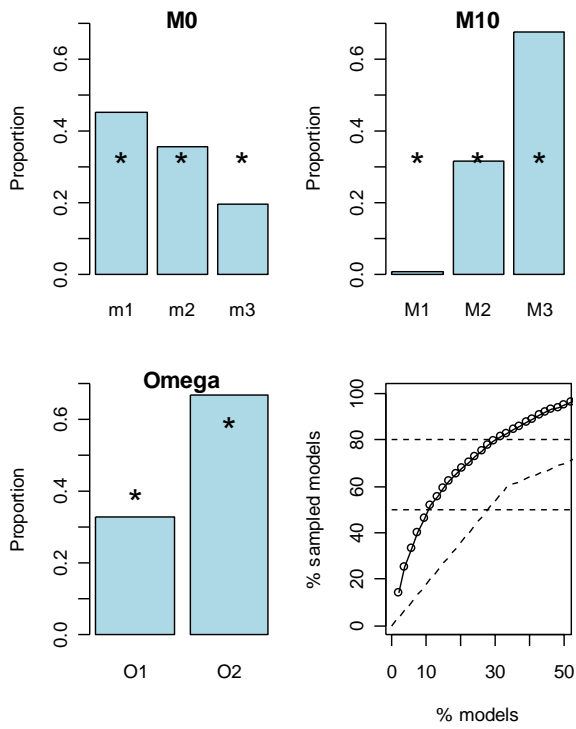 M0
Proportion
0.0 0.2 0.4 0.6
* * *
m1 m2 m3
M10
Proportion
0.0 0.2 0.4 0.6
* * *
M1 M2 M3
Omega
Proportion
0.0 0.2 0.4 0.6
* *
O1 O2
% sampled models
0 20 40 60 80 100
0 10 30 50
% models